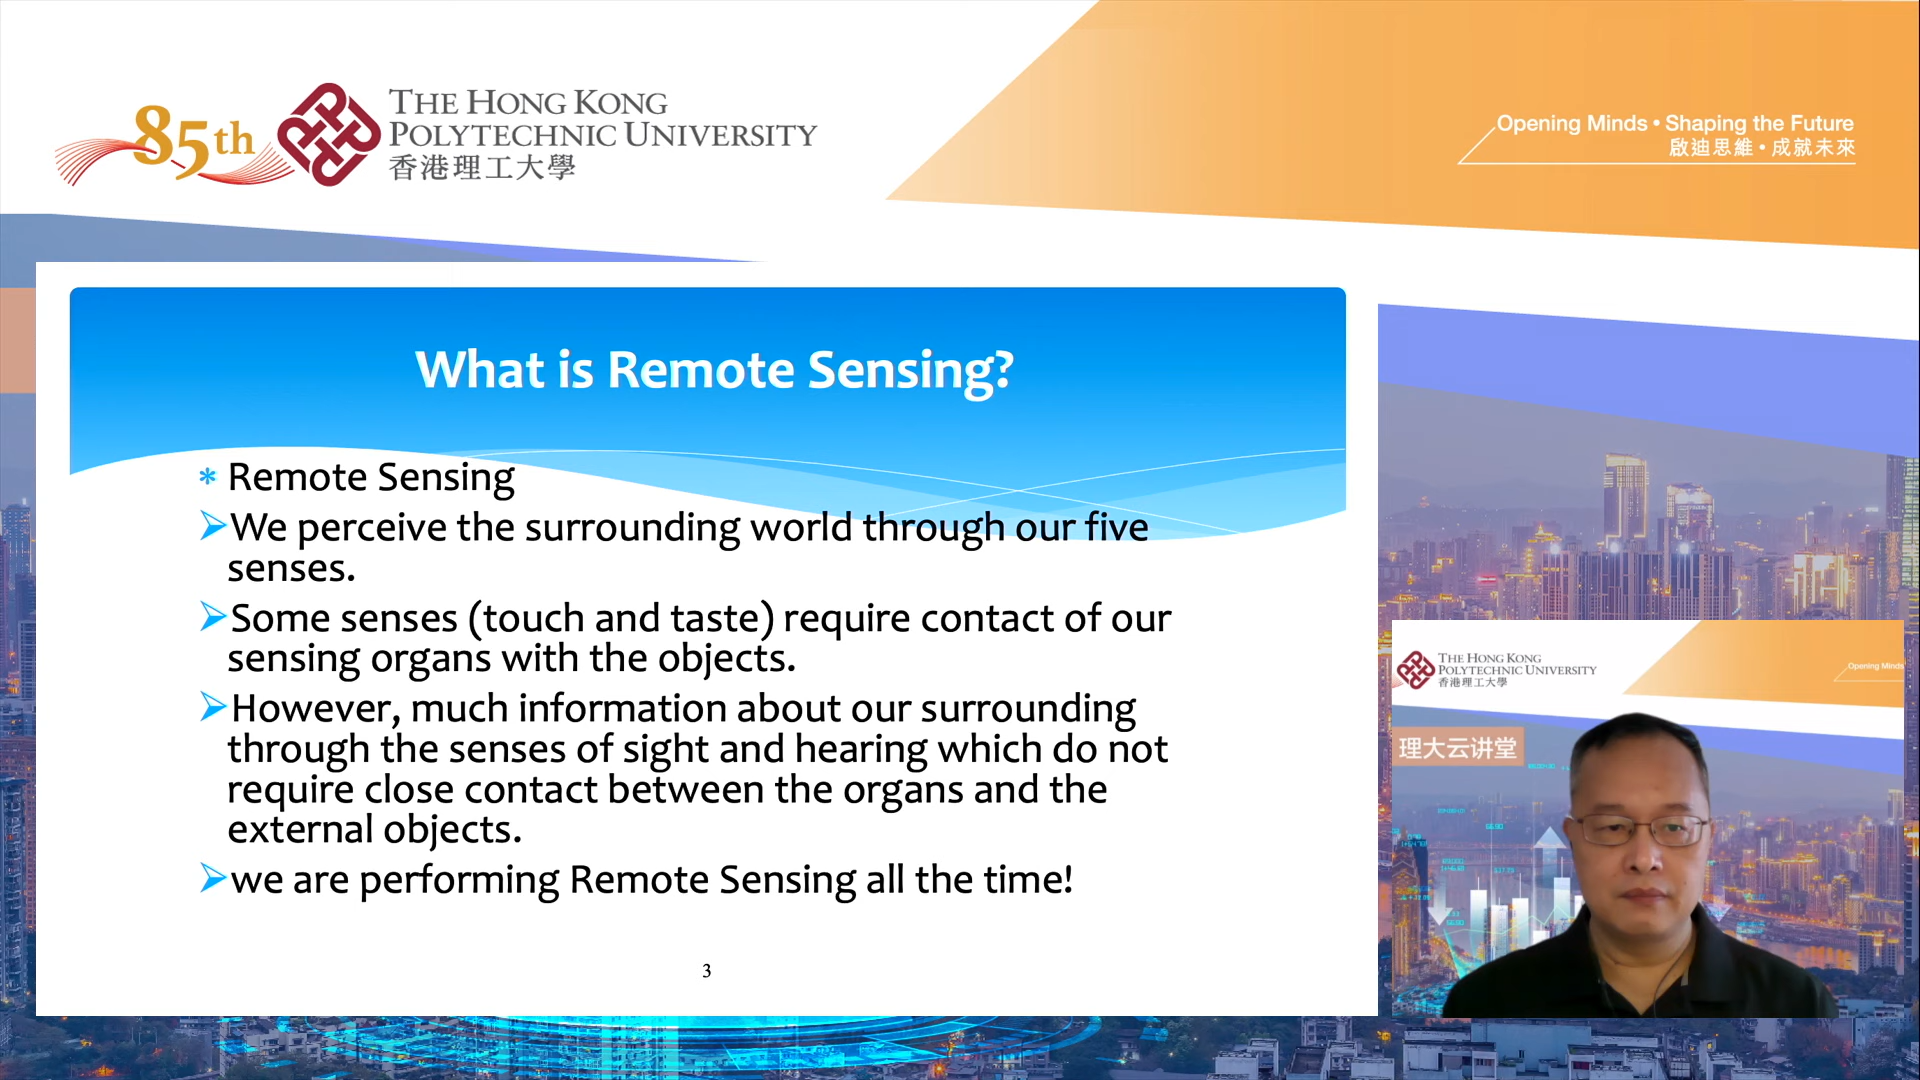 85th
THE HONG KONG
POLYTECHNIC UNIVERSITY
香港理工大學
Opening Minds • Shaping the Future
啟迪思維 • 成就未來
What is Remote Sensing?
* Remote Sensing
➢We perceive the surrounding world through our five
senses.
➢Some senses (touch and taste) require contact of our
sensing organs with the objects.
➢However, much information about our surrounding
through the senses of sight and hearing which do not
require close contact between the organs and the
external objects.
➢we are performing Remote Sensing all the time!
3
THE HONG KONG
POLYTECHNIC UNIVERSITY
香港理工大學
Opening Minds
理大云讲堂